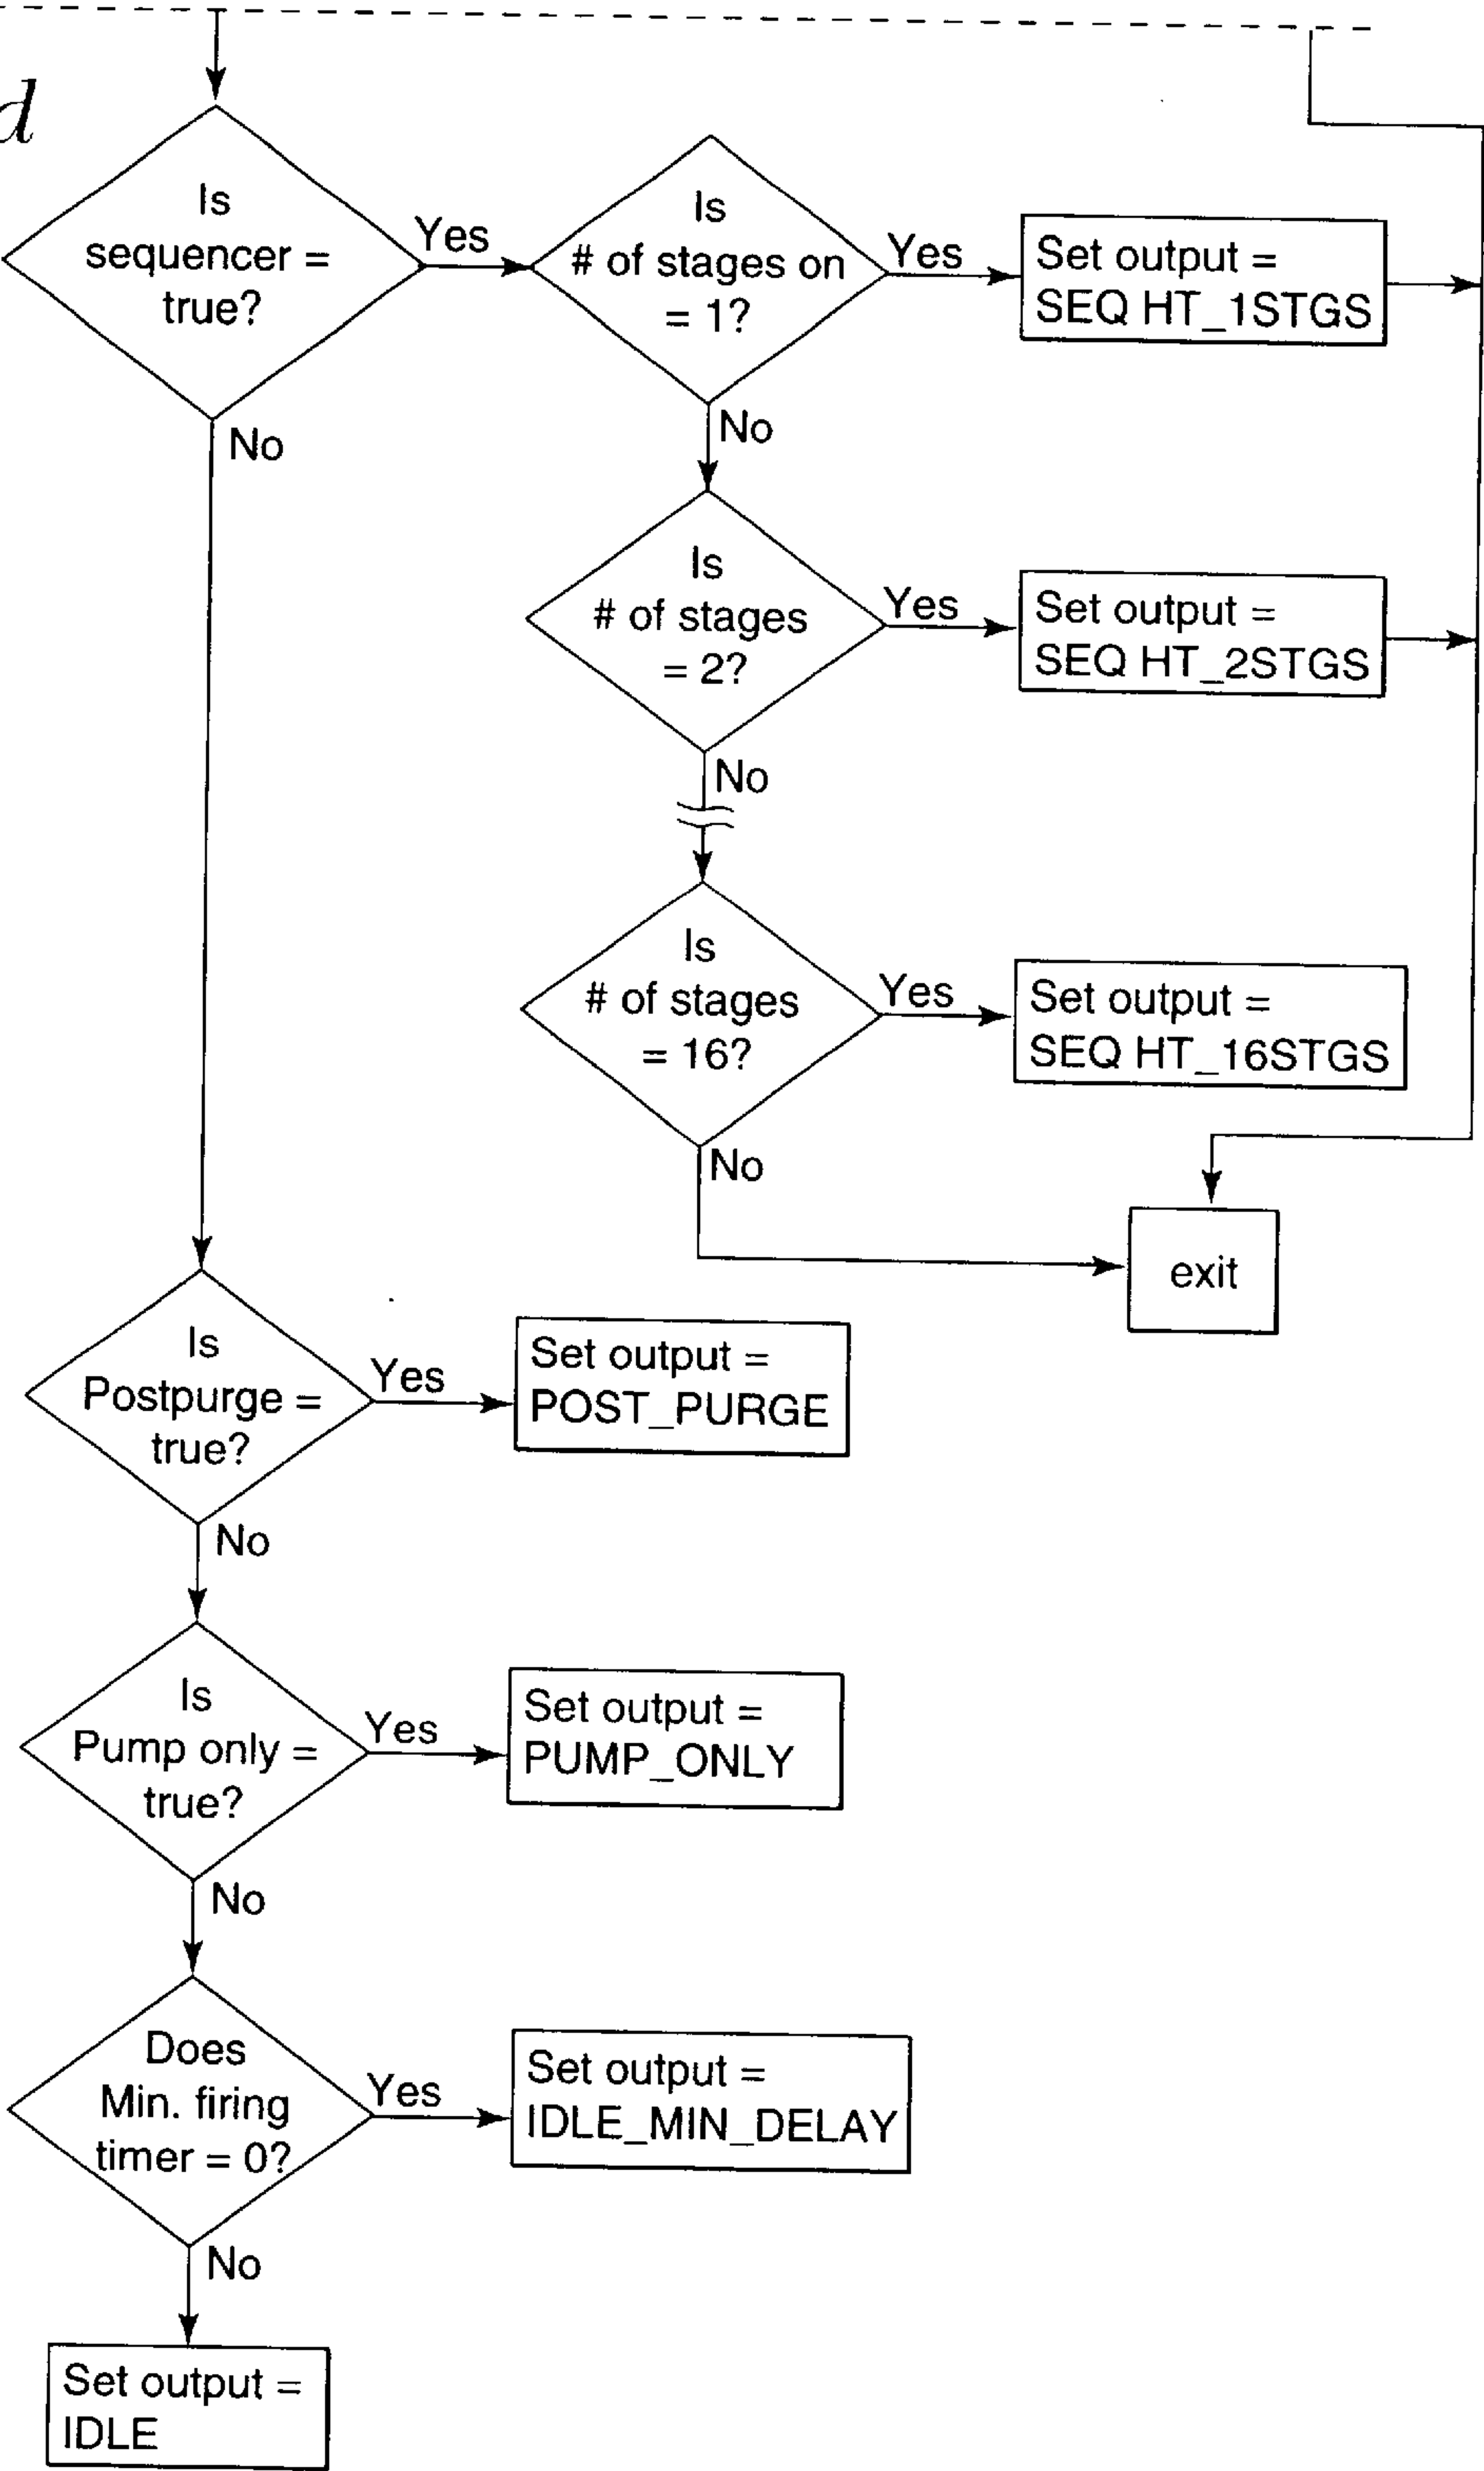 d
Is
sequencer =
true?
Yes
Is
# of stages on
= 1?
Yes
Set output =
SEQ HT_1STGS
No
No
Is
# of stages
= 2?
Yes
Set output =
SEQ HT_2STGS
No
Is
# of stages
= 16?
Yes
Set output =
SEQ HT_16STGS
No
exit
Is
Postpurge =
true?
Yes
Set output =
POST_PURGE
No
Is
Pump only =
true?
Yes
Set output =
PUMP_ONLY
No
Does
Min. firing
timer = 0?
Yes
Set output =
IDLE_MIN_DELAY
No
Set output =
IDLE